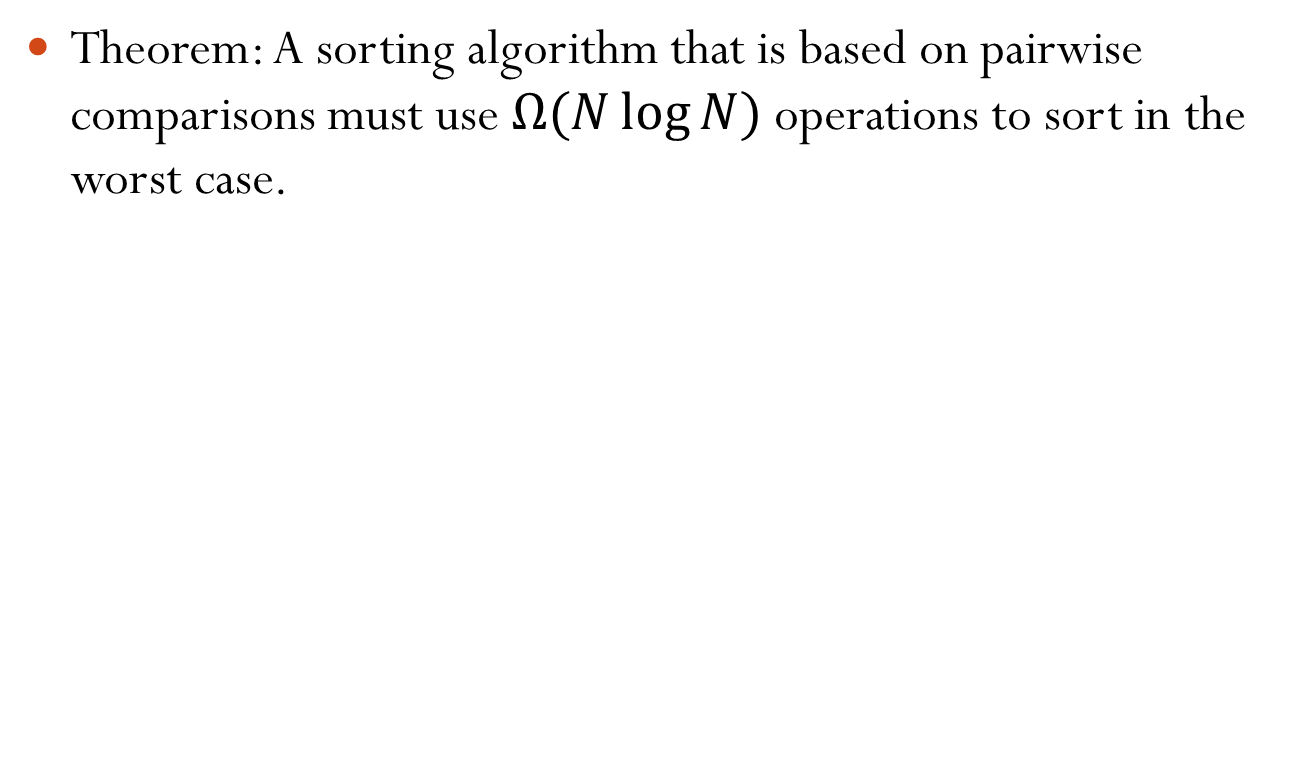 • Theorem: A sorting algorithm that is based on pairwise
comparisons must use Ω(N log N) operations to sort in the
worst case.